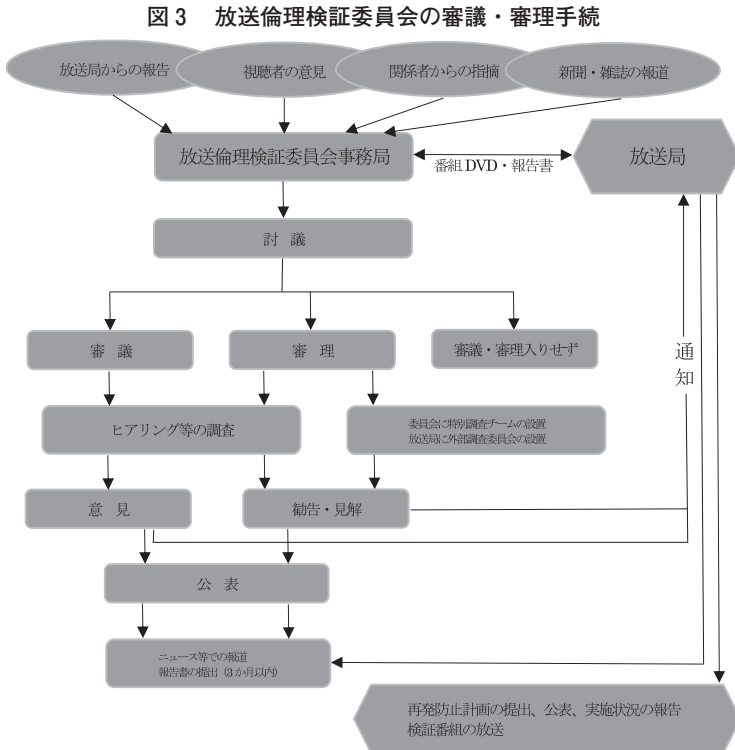 図3　放送倫理検証委員会の審議・審理手続
放送局からの報告
視聴者の意見
関係者からの指摘
新聞・雑誌の報道
放送倫理検証委員会事務局
番組DVD・報告書
放送局
討　議
審　議
審　理
審議・審理入りせず
通知
ヒアリング等の調査
委員会に特別調査チームの設置
放送局に外部調査委員会の設置
意　見
勧告・見解
公　表
ニュース等での報道
報告書の提出（3か月以内）
再発防止計画の提出、公表、実施状況の報告
検証番組の放送